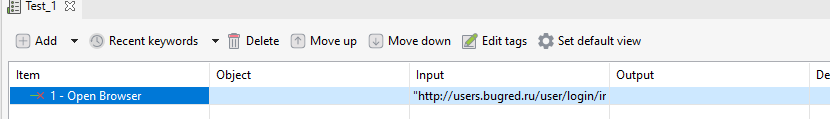 Test_1
Add Recent keywords Delete Move up Move down Edit tags Set default view
Item Object Input Output De
1 - Open Browser "http://users.bugred.ru/user/login/ir